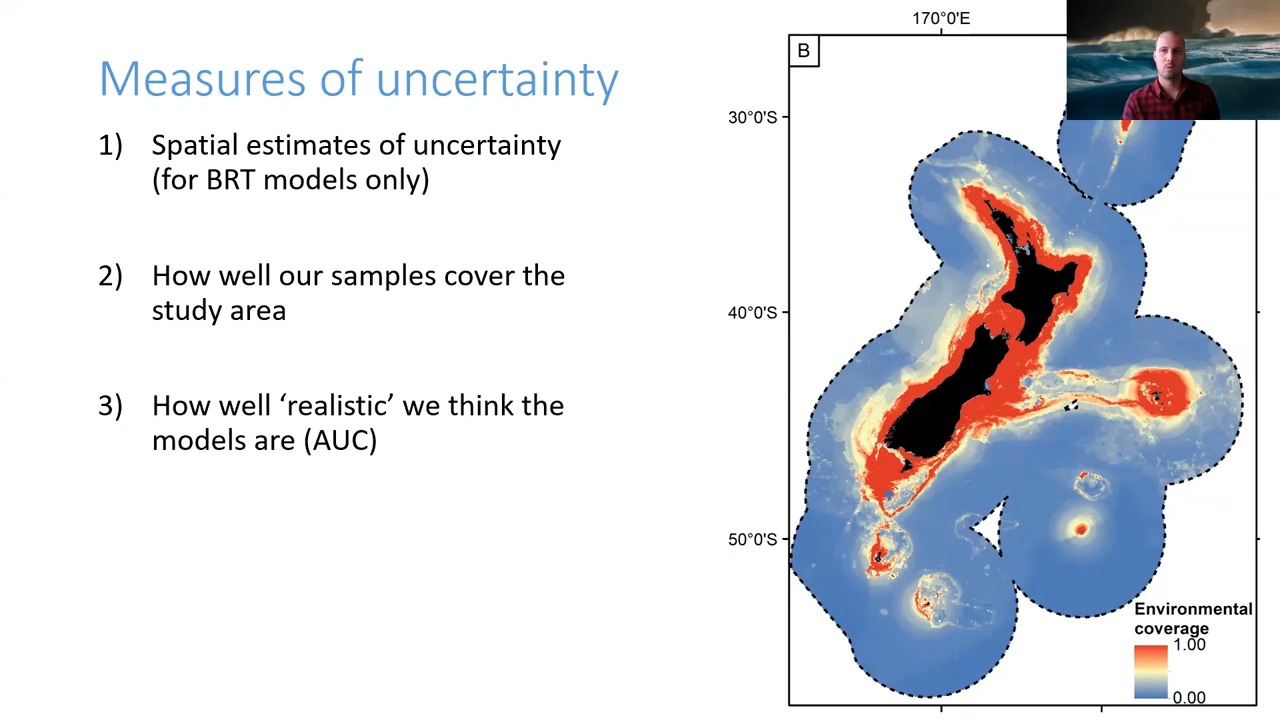 Measures of uncertainty
1) Spatial estimates of uncertainty
(for BRT models only)
2) How well our samples cover the
study area
3) How well ‘realistic’ we think the
models are (AUC)
170°0'E
B
30°0'S
40°0'S
50°0'S
Environmental
coverage
1.00
0.00